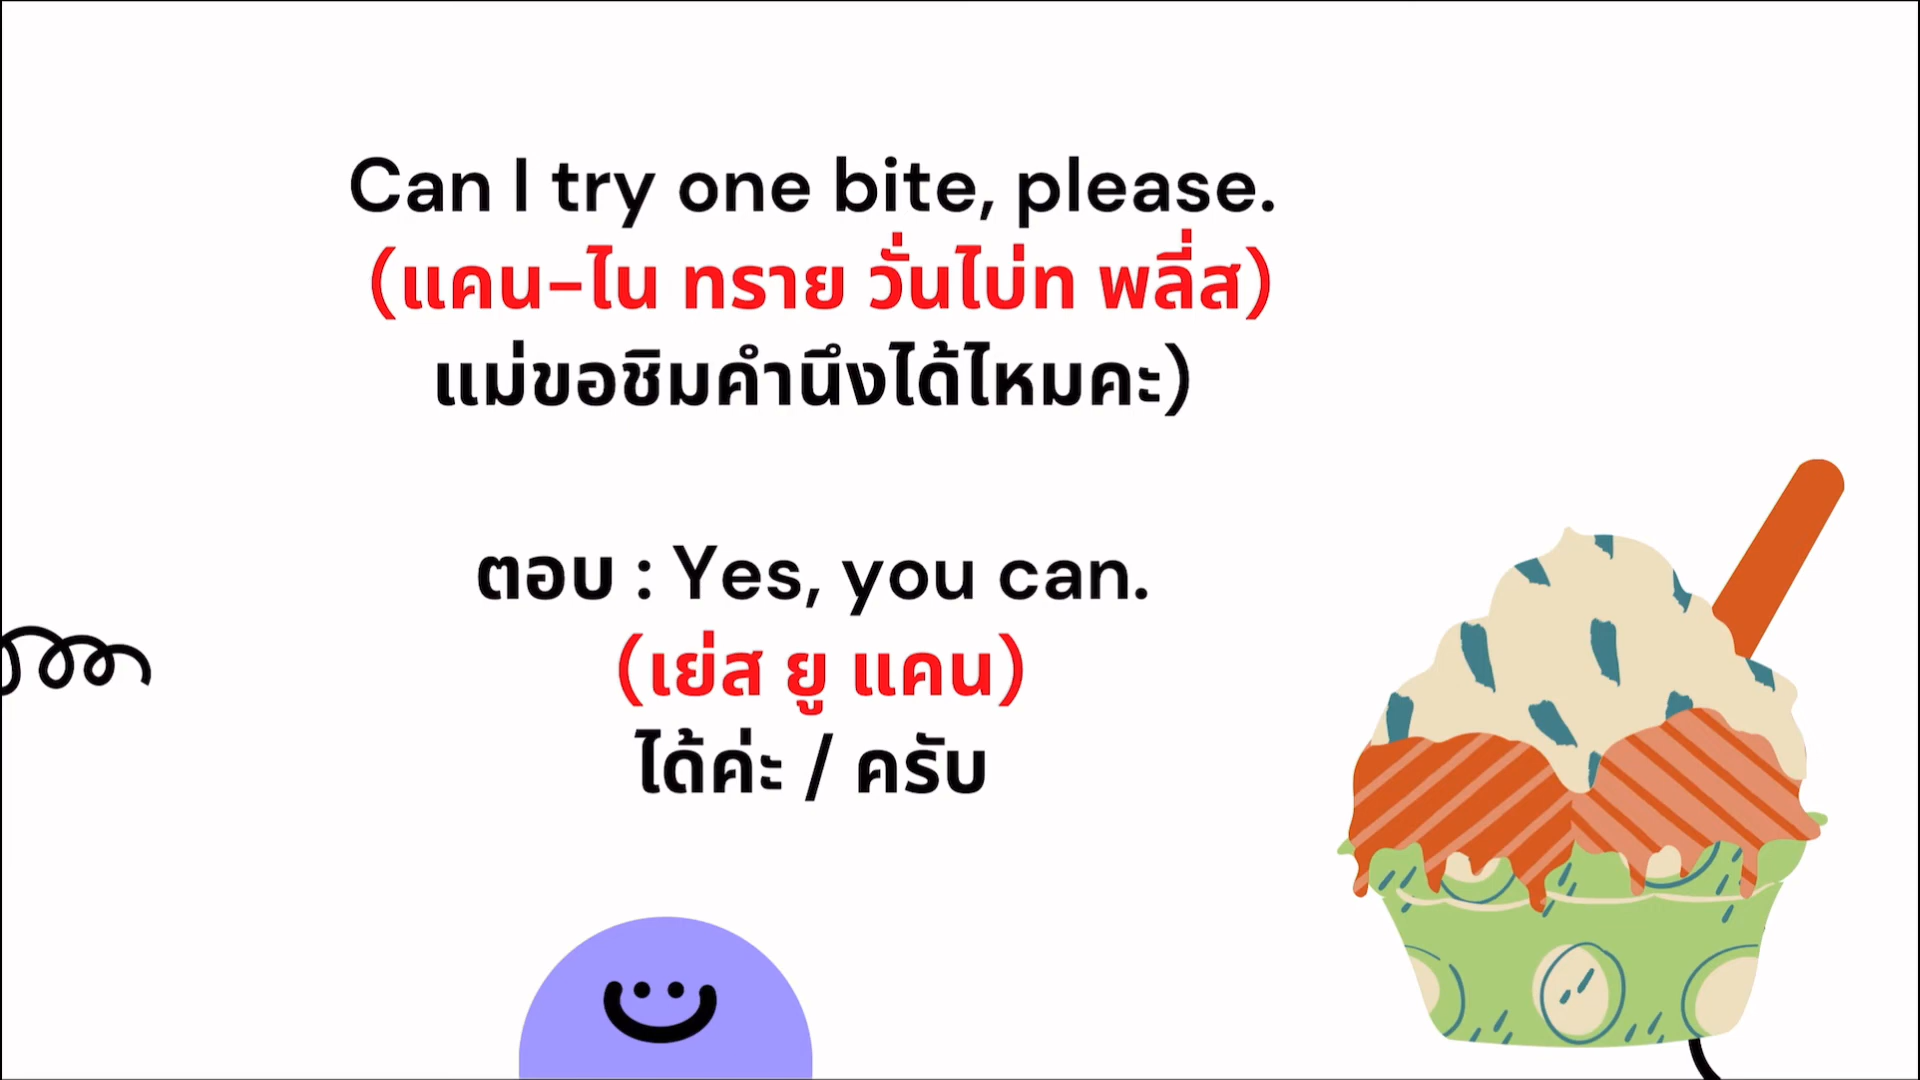 Can I try one bite, please.
(แคน-ไน ทราย วั่นไบ่ท พลี่ส)
แม่ขอชิมคำนึงได้ไหมคะ)
ตอบ : Yes, you can.
(เย่ส ยู แคน)
ได้ค่ะ / ครับ